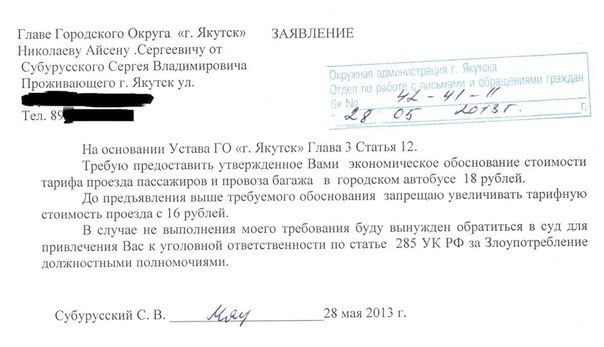 Главе Городского Округа «г. Якутск»
ЗАЯВЛЕНИЕ
Николаеву Айсену .Сергеевичу от
Субурусского Сергея Владимировича
Проживающего г. Якутск ул.
Тел. 89
Окружная администрация г. Якутска
Отдел по работе с письмами и обращениями граждан
Вх № 42-41-11
28 05 2013г. г.
На основании Устава ГО «г. Якутск» Глава 3 Статья 12.
Требую предоставить утвержденное Вами экономическое обоснование стоимости
тарифа проезда пассажиров и провоза багажа в городском автобусе 18 рублей.
До предъявления выше требуемого обоснования запрещаю увеличивать тарифную
стоимость проезда с 16 рублей.
В случае не выполнения моего требования буду вынужден обратиться в суд для
привлечения Вас к уголовной ответственности по статье 285 УК РФ за Злоупотребление
должностными полномочиями.
Субурусский С. В. 28 мая 2013 г.